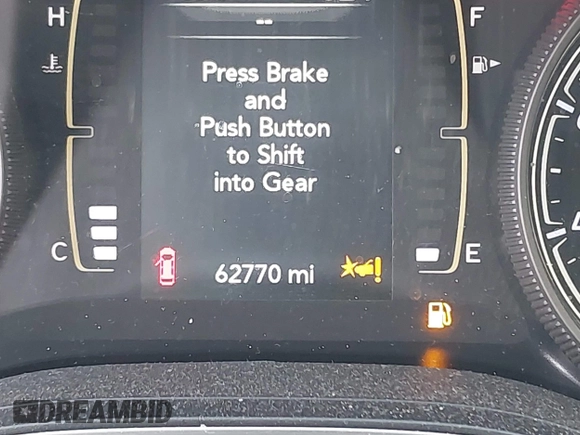 H
F
Press Brake
and
Push Button
to Shift
into Gear
C
62770 mi
E
DREAMBID